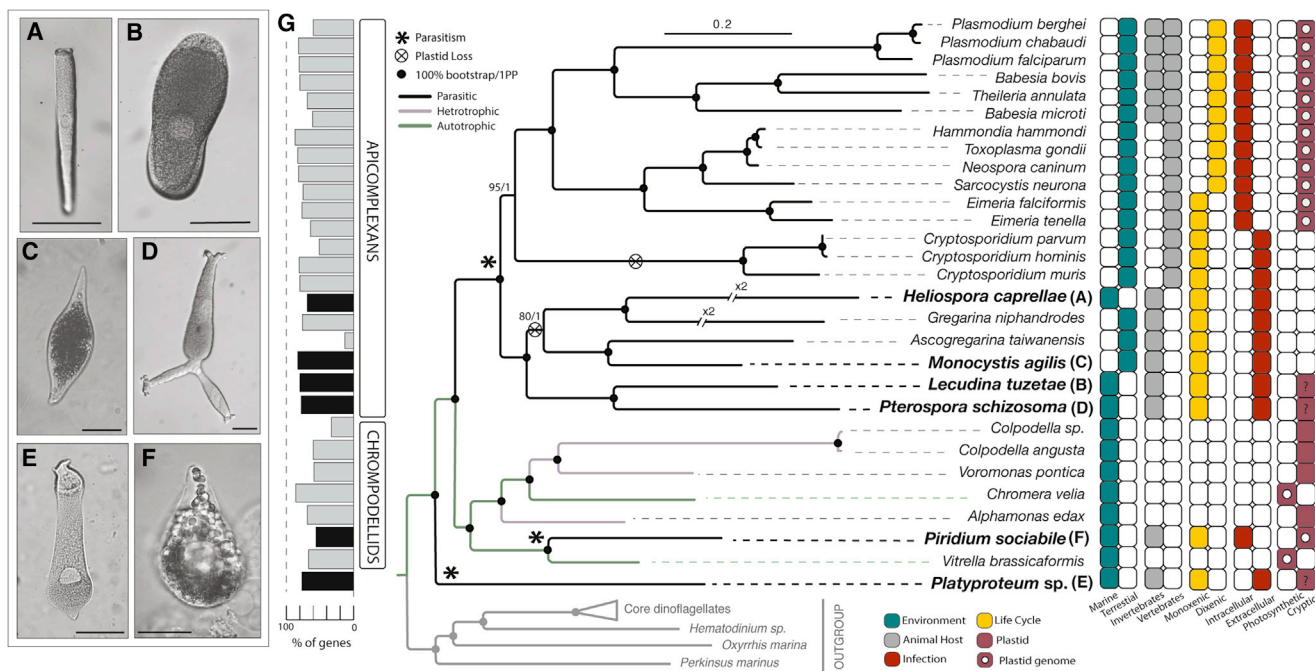 A
B
C
D
E
F
G
100
0
% of genes
APICOMPLEXANS
CHROMPODELLIDS
Parasitism
Plastid Loss
100% bootstrap/1PP
Parasitic
Hetrotrophic
Autotrophic
0.2
95/1
80/1
x2
x2
Plasmodium berghei
Plasmodium chabaudi
Plasmodium falciparum
Babesia bovis
Theileria annulata
Babesia microti
Hammondia hammondi
Toxoplasma gondii
Neospora caninum
Sarcocystis neurona
Eimeria falciformis
Eimeria tenella
Cryptosporidium parvum
Cryptosporidium hominis
Cryptosporidium muris
Heliospora caprellae (A)
Gregarina niphandrodes
Ascogregarina taiwanensis
Monocystis agilis (C)
Lecudina tuzetae (B)
?
Pterospora schizosoma (D)
?
Colpodella sp.
Colpodella angusta
Voromonas pontica
Chromera velia
Alphamonas edax
Piridium sociabile (F)
Vitrella brassicaformis
Platyproteum sp. (E)
?
Core dinoflagellates
Hematodinium sp.
Oxyrrhis marina
Perkinsus marinus
OUTGROUP
Marine
Terrestrial
Invertebrates
Vertebrates
Monoxenic
Dixenic
Intracellular
Extracellular
Photosynthetic
Cryptic
Environment
Life Cycle
Animal Host
Plastid
Infection
Plastid genome